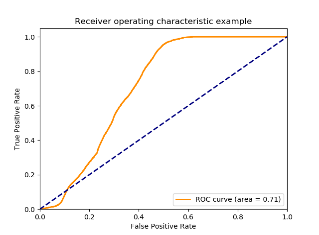 Receiver operating characteristic example
1.0
0.8
0.6
0.4
0.2
0.0
True Positive Rate
ROC curve (area = 0.71)
0.0 0.2 0.4 0.6 0.8 1.0
False Positive Rate